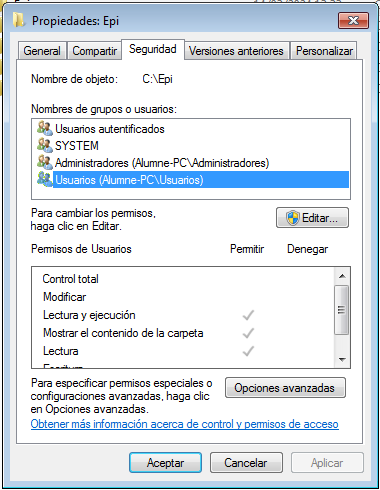 Propiedades: Epi
General
Compartir
Seguridad
Versiones anteriores
Personalizar
Nombre de objeto: C:\Epi
Nombres de grupos o usuarios:
Usuarios autentificados
SYSTEM
Administradores (Alumne-PC\Administradores)
Usuarios (Alumne-PC\Usuarios)
Para cambiar los permisos,
haga clic en Editar.
Editar...
Permisos de Usuarios Permitir Denegar
Control total
Modificar
Lectura y ejecución
Mostrar el contenido de la carpeta
Lectura
Escritura
Para especificar permisos especiales o
configuraciones avanzadas, haga clic
en Opciones avanzadas.
Opciones avanzadas
Obtener más información acerca de control y permisos de acceso
Aceptar
Cancelar
Aplicar